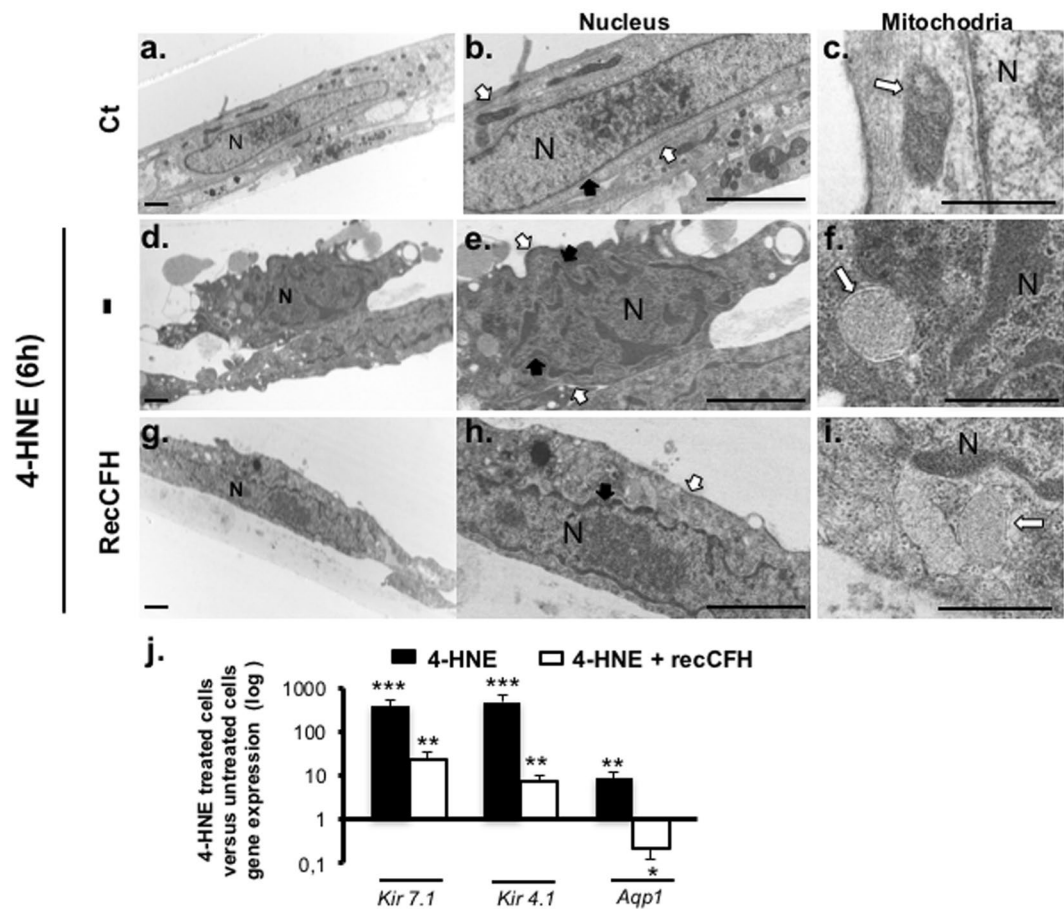 Nucleus
Mitochodria
Ct
a.
N
b.
N
c.
N
4-HNE (6h)
-
d.
N
e.
N
f.
N
RecCFH
g.
N
h.
N
i.
N
j.
4-HNE
4-HNE + recCFH
4-HNE treated cells
versus untreated cells
gene expression (log)
1000
100
10
1
0,1
***
**
***
**
**
*
Kir 7.1
Kir 4.1
Aqp1